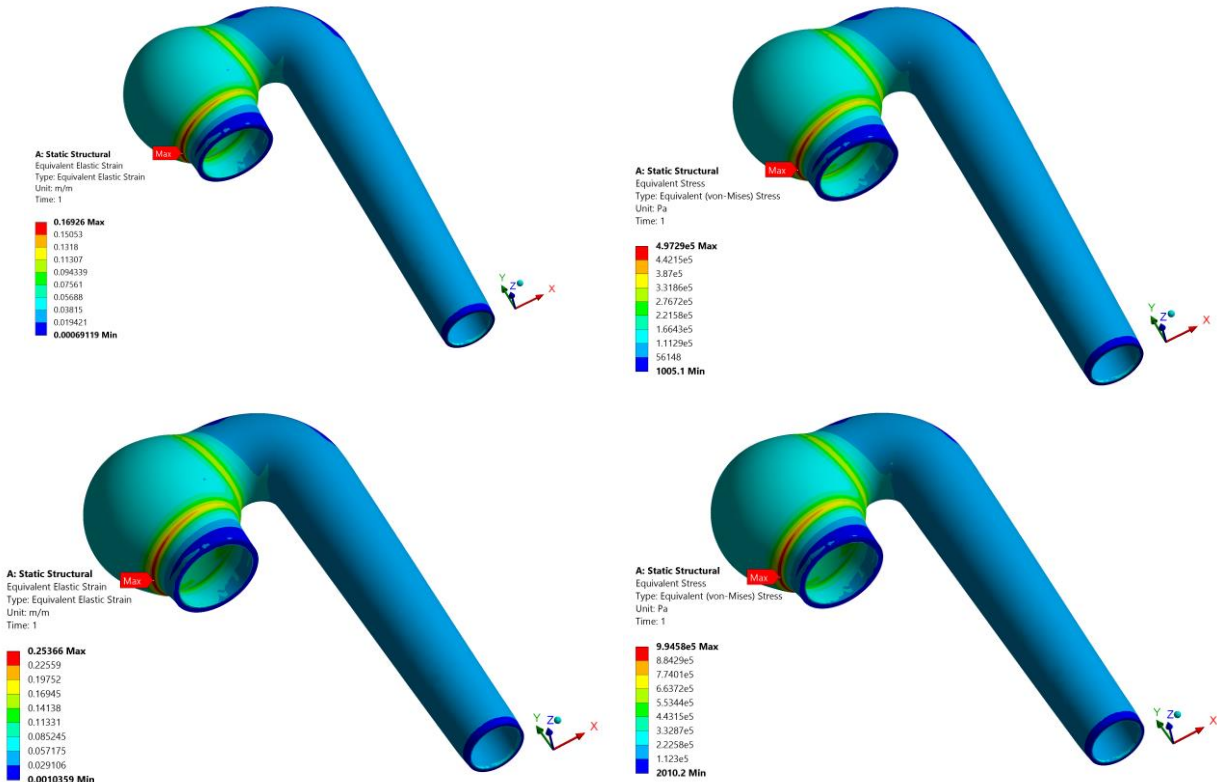 A: Static Structural
Equivalent Elastic Strain
Type: Equivalent Elastic Strain
Unit: m/m
Time: 1
0.16926 Max
0.15053
0.1318
0.11307
0.094339
0.07561
0.05688
0.03815
0.019421
0.00069119 Min
Max
Y
Z
X
A: Static Structural
Equivalent Stress
Type: Equivalent (von-Mises) Stress
Unit: Pa
Time: 1
4.9729e5 Max
4.4215e5
3.87e5
3.3186e5
2.7672e5
2.2158e5
1.6643e5
1.1129e5
56148
1005.1 Min
Max
Y
Z
X
A: Static Structural
Equivalent Elastic Strain
Type: Equivalent Elastic Strain
Unit: m/m
Time: 1
0.25366 Max
0.22559
0.19752
0.16945
0.14138
0.11331
0.085245
0.057175
0.029106
0.0010359 Min
Max
Y
Z
X
A: Static Structural
Equivalent Stress
Type: Equivalent (von-Mises) Stress
Unit: Pa
Time: 1
9.9458e5 Max
8.8429e5
7.7401e5
6.6372e5
5.5344e5
4.4315e5
3.3287e5
2.2258e5
1.123e5
2010.2 Min
Max
Y
Z
X